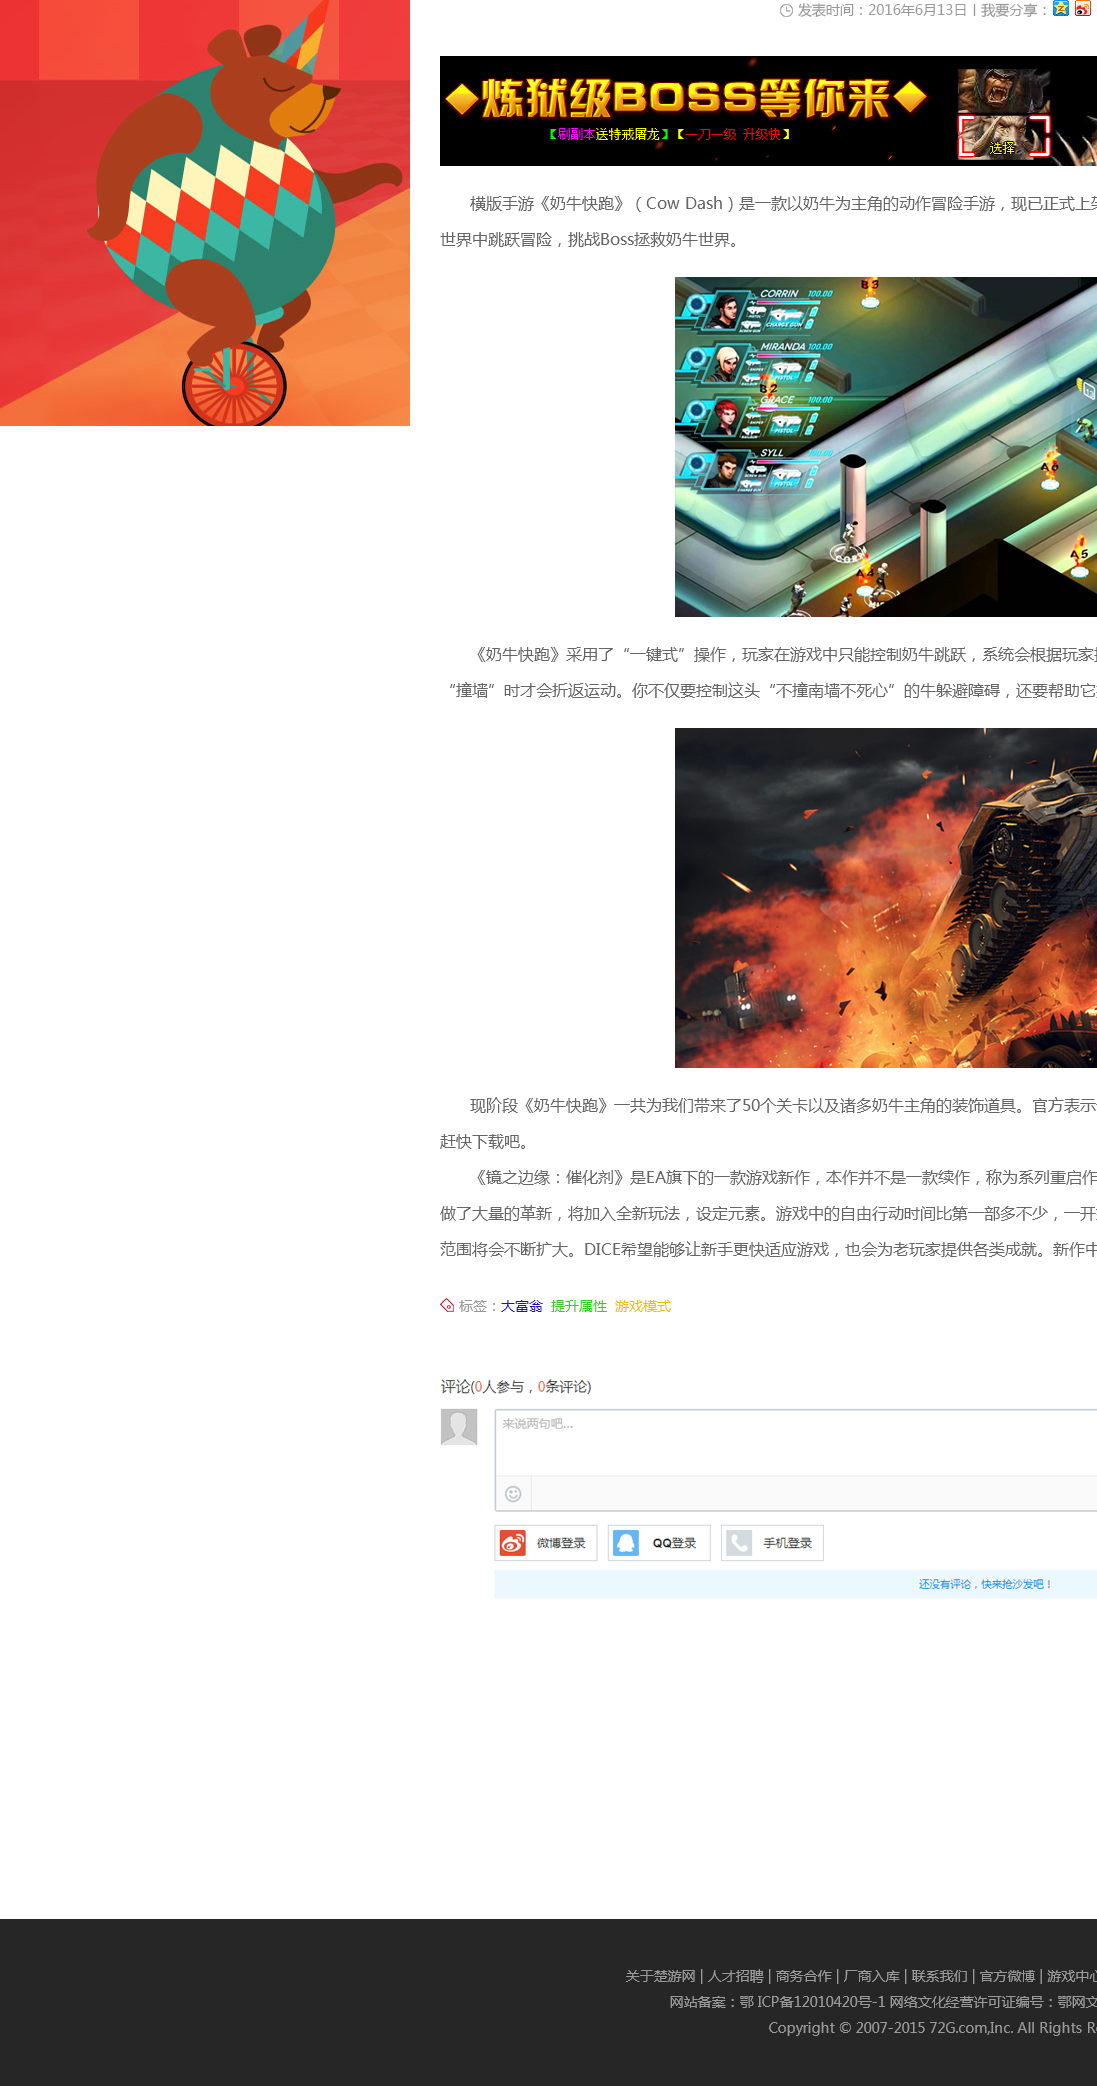 发表时间：2016年6月13日 | 我要分享：
◆炼狱级BOSS等你来◆
【刷副本送特戒屠龙】【一刀一级 升级快】
选择
横版手游《奶牛快跑》（Cow Dash）是一款以奶牛为主角的动作冒险手游，现已正式上架
世界中跳跃冒险，挑战Boss拯救奶牛世界。
CORRIN 100.00
PISTOL
CHARGE GUN
MIRANDA 100.00
SNIPER
PISTOL
GRACE 100.00
SNIPER
PISTOL
SYLL
PISTOL
B3
B2
A6
A5
A4
《奶牛快跑》采用了“一键式”操作，玩家在游戏中只能控制奶牛跳跃，系统会根据玩家
“撞墙”时才会折返运动。你不仅要控制这头“不撞南墙不死心”的牛躲避障碍，还要帮助它
现阶段《奶牛快跑》一共为我们带来了50个关卡以及诸多奶牛主角的装饰道具。官方表示
赶快下载吧。
《镜之边缘：催化剂》是EA旗下的一款游戏新作，本作并不是一款续作，称为系列重启作
做了大量的革新，将加入全新玩法，设定元素。游戏中的自由行动时间比第一部多不少，一开
范围将会不断扩大。DICE希望能够让新手更快适应游戏，也会为老玩家提供各类成就。新作中
标签：大富翁 提升属性 游戏模式
评论(0人参与，0条评论)
来说两句吧...
微博登录 QQ登录 手机登录
还没有评论，快来抢沙发吧！
关于楚游网 | 人才招聘 | 商务合作 | 厂商入库 | 联系我们 | 官方微博 | 游戏中心
网站备案：鄂 ICP备12010420号-1 网络文化经营许可证编号：鄂网文
Copyright © 2007-2015 72G.com,Inc. All Rights R